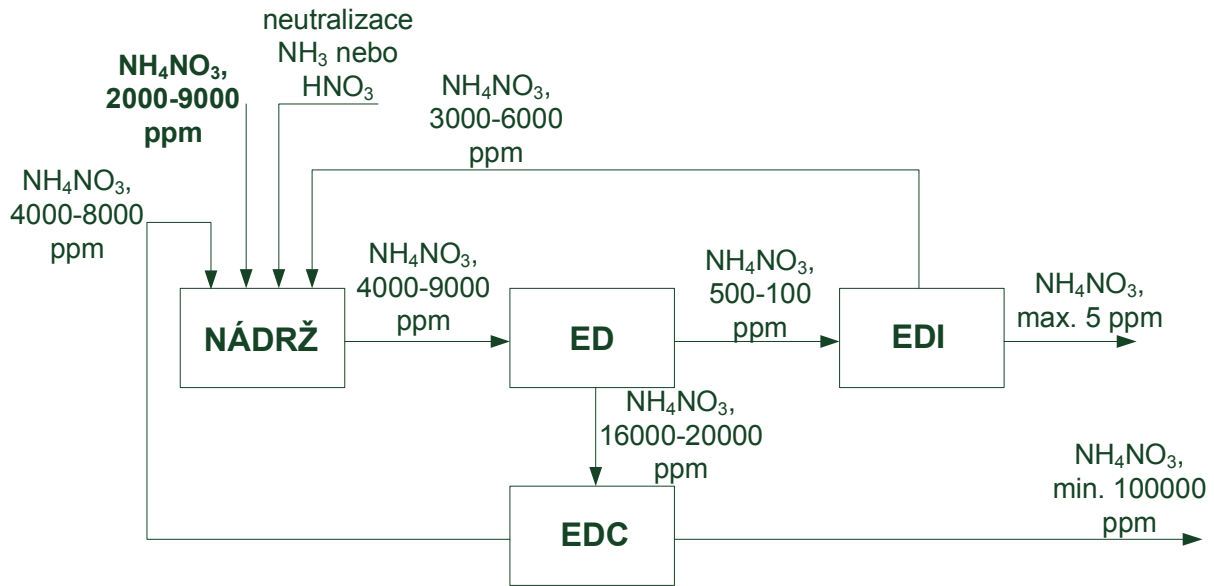 neutralizace
NH₃ nebo
HNO₃
NH₄NO₃,
2000-9000
ppm
NH₄NO₃,
3000-6000
ppm
NH₄NO₃,
4000-8000
ppm
NH₄NO₃,
4000-9000
ppm
NH₄NO₃,
500-100
ppm
NH₄NO₃,
max. 5 ppm
NÁDRŽ
ED
EDI
NH₄NO₃,
16000-20000
ppm
NH₄NO₃,
min. 100000
ppm
EDC